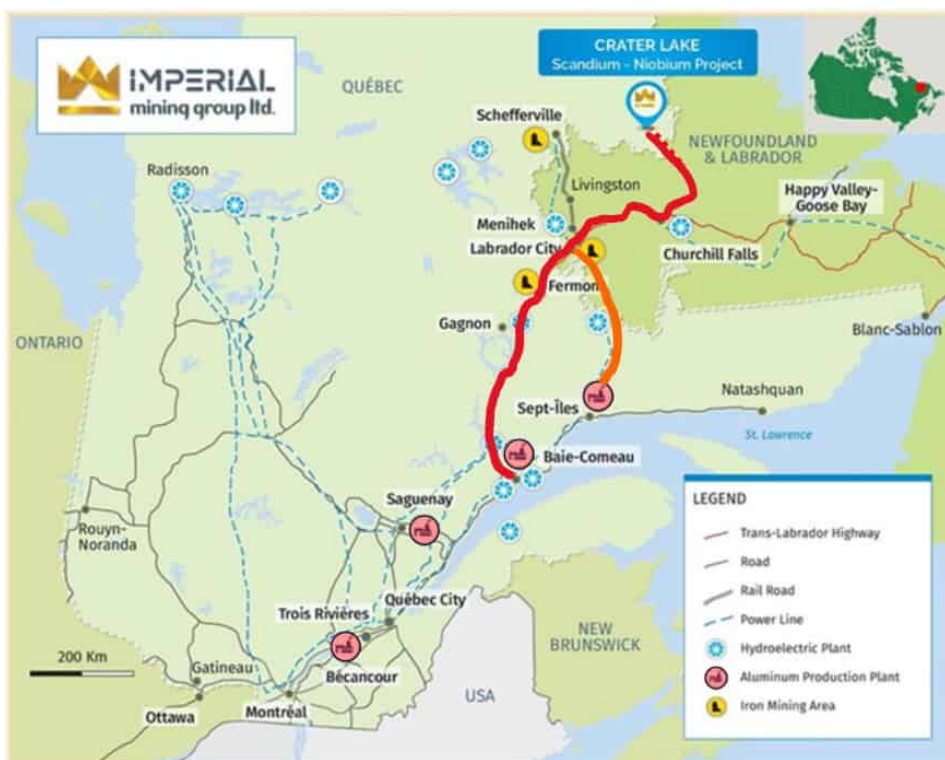 IMPERIAL
mining group ltd.
CRATER LAKE
Scandium - Niobium Project
QUÉBEC
Schefferville
NEWFOUNDLAND
& LABRADOR
Radisson
Livingston
Happy Valley-
Goose Bay
Menihek
Labrador City
Churchill Falls
Fermon
Gagnon
Blanc-Sablon
ONTARIO
Natashquan
Sept-Îles
St. Lawrence
Baie-Comeau
Saguenay
Rouyn-
Noranda
Québec City
Trois Rivières
NEW
BRUNSWICK
200 Km
Gatineau
Bécancour
USA
Ottawa
Montréal
LEGEND
Trans-Labrador Highway
Road
Rail Road
Power Line
Hydroelectric Plant
Aluminum Production Plant
Iron Mining Area